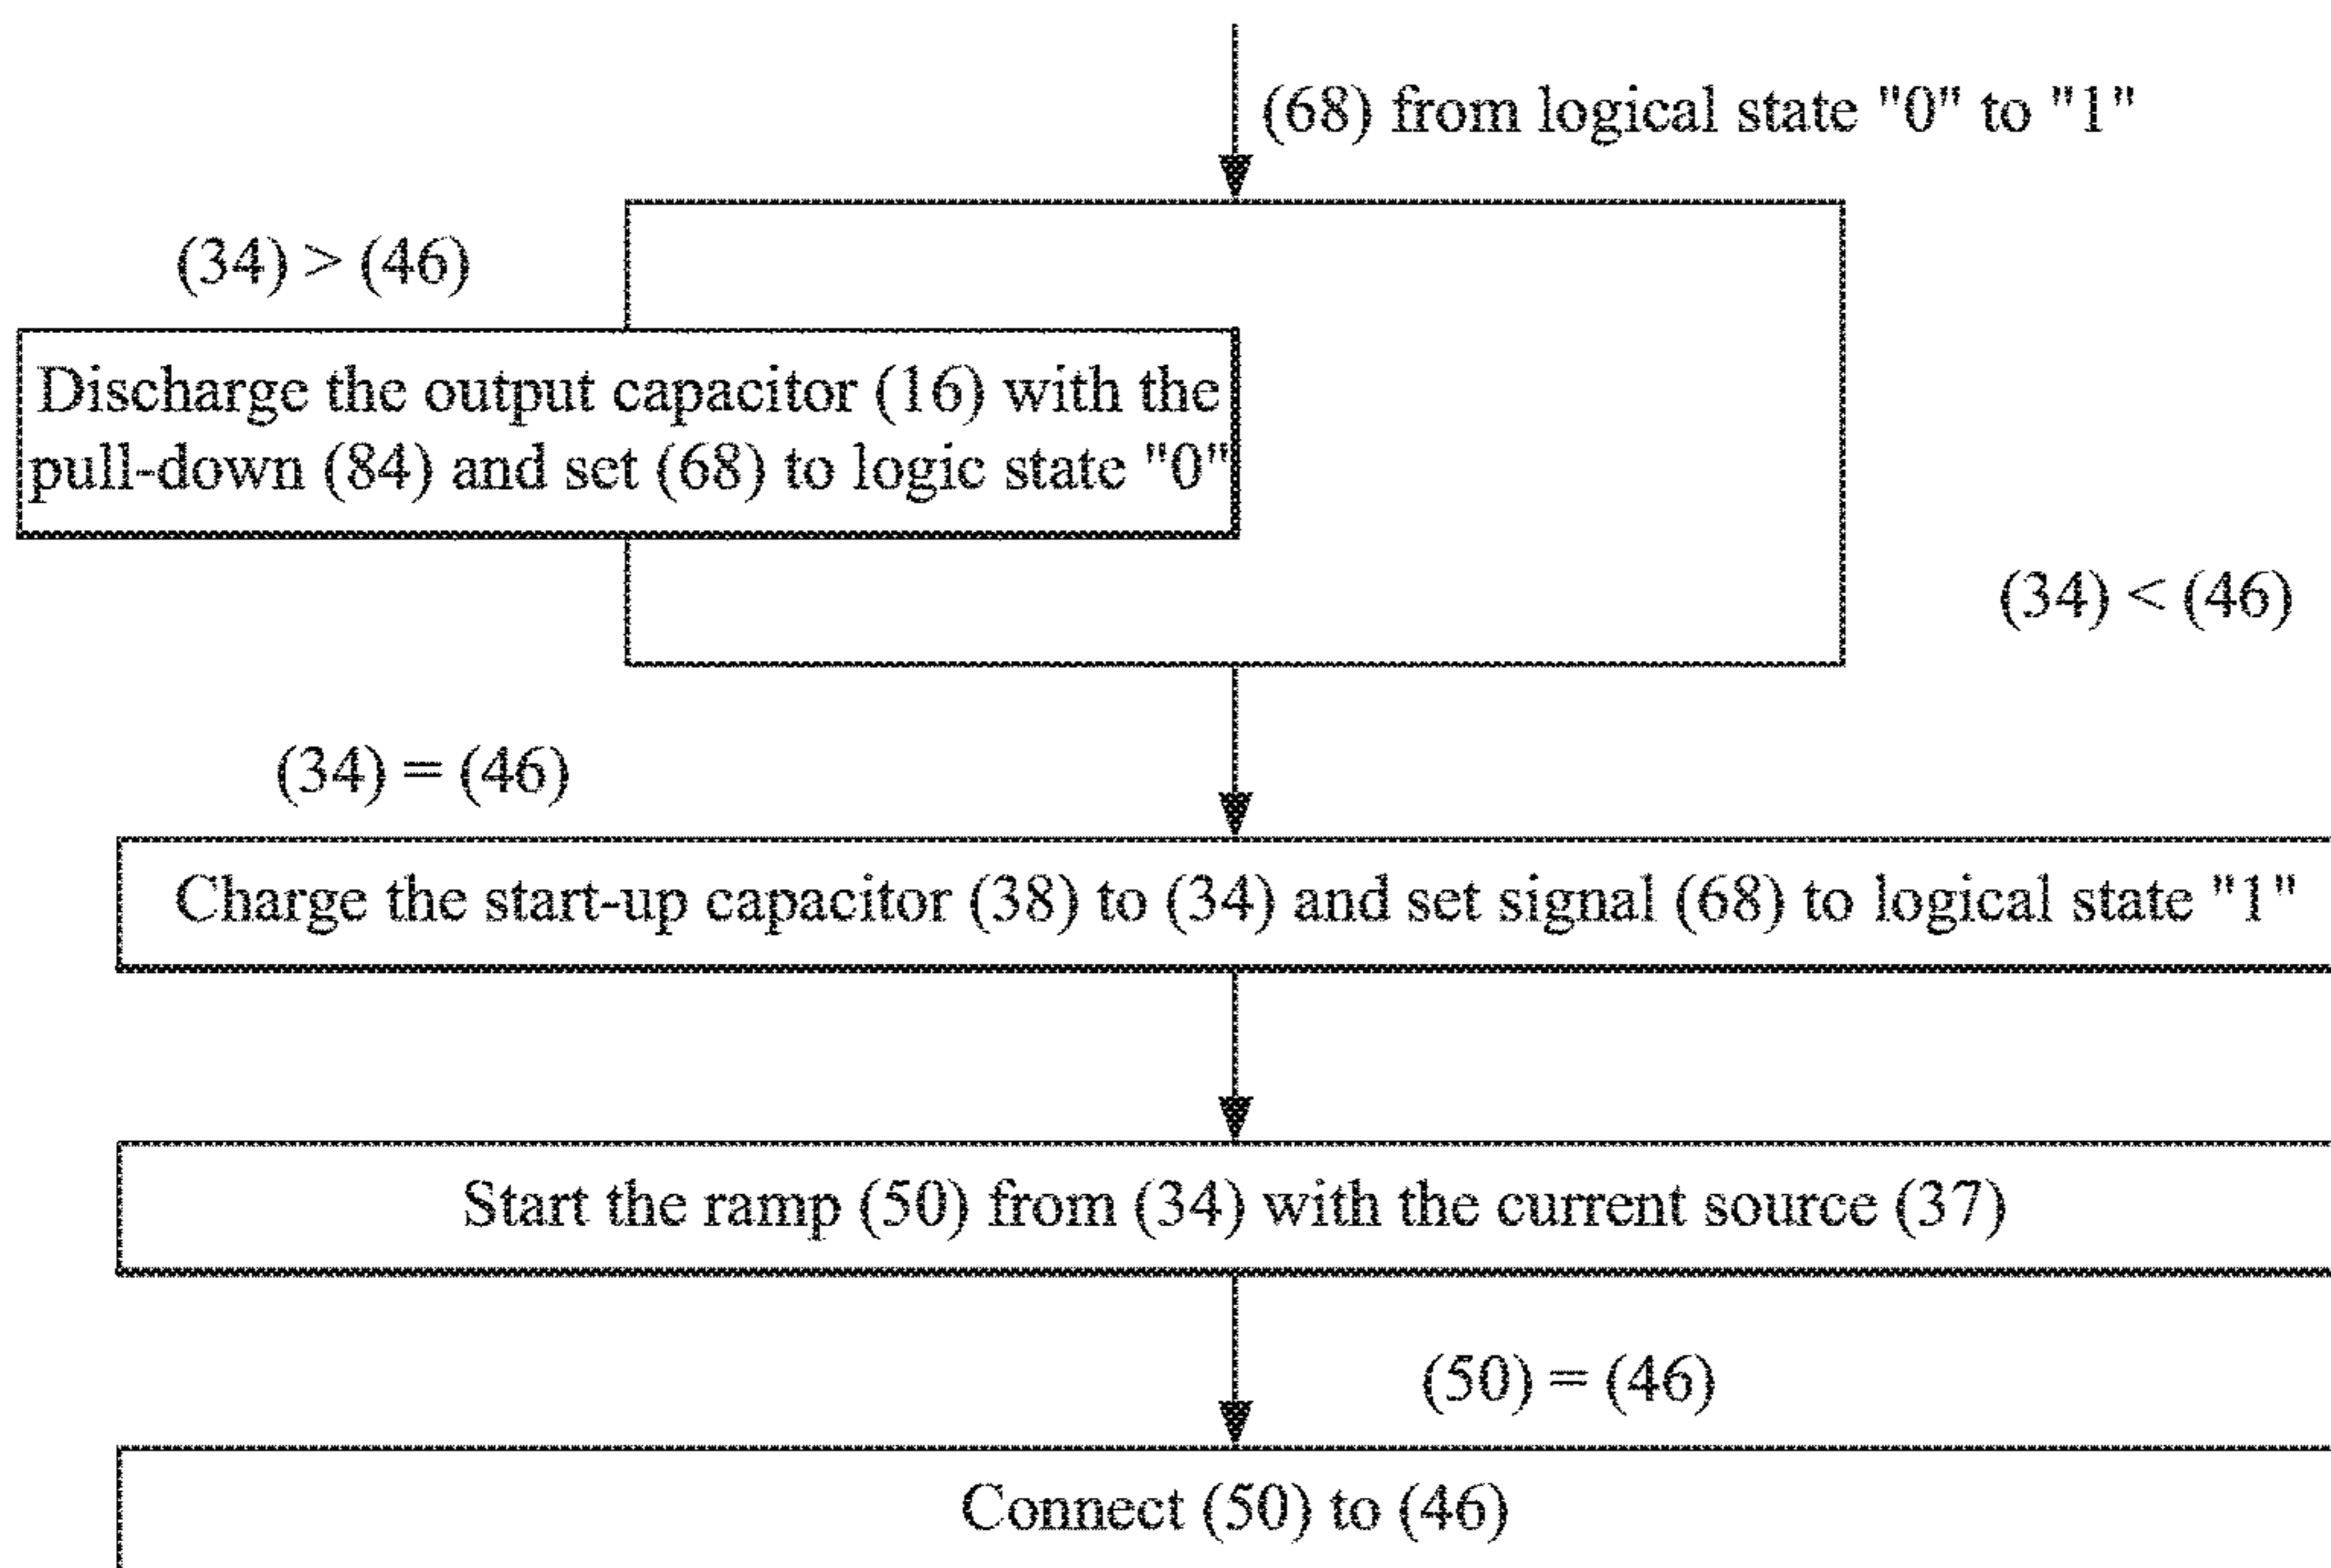 (68) from logical state "0" to "1"
(34) > (46)
Discharge the output capacitor (16) with the
pull-down (84) and set (68) to logic state "0"
(34) < (46)
(34) = (46)
Charge the start-up capacitor (38) to (34) and set signal (68) to logical state "1"
Start the ramp (50) from (34) with the current source (37)
(50) = (46)
Connect (50) to (46)